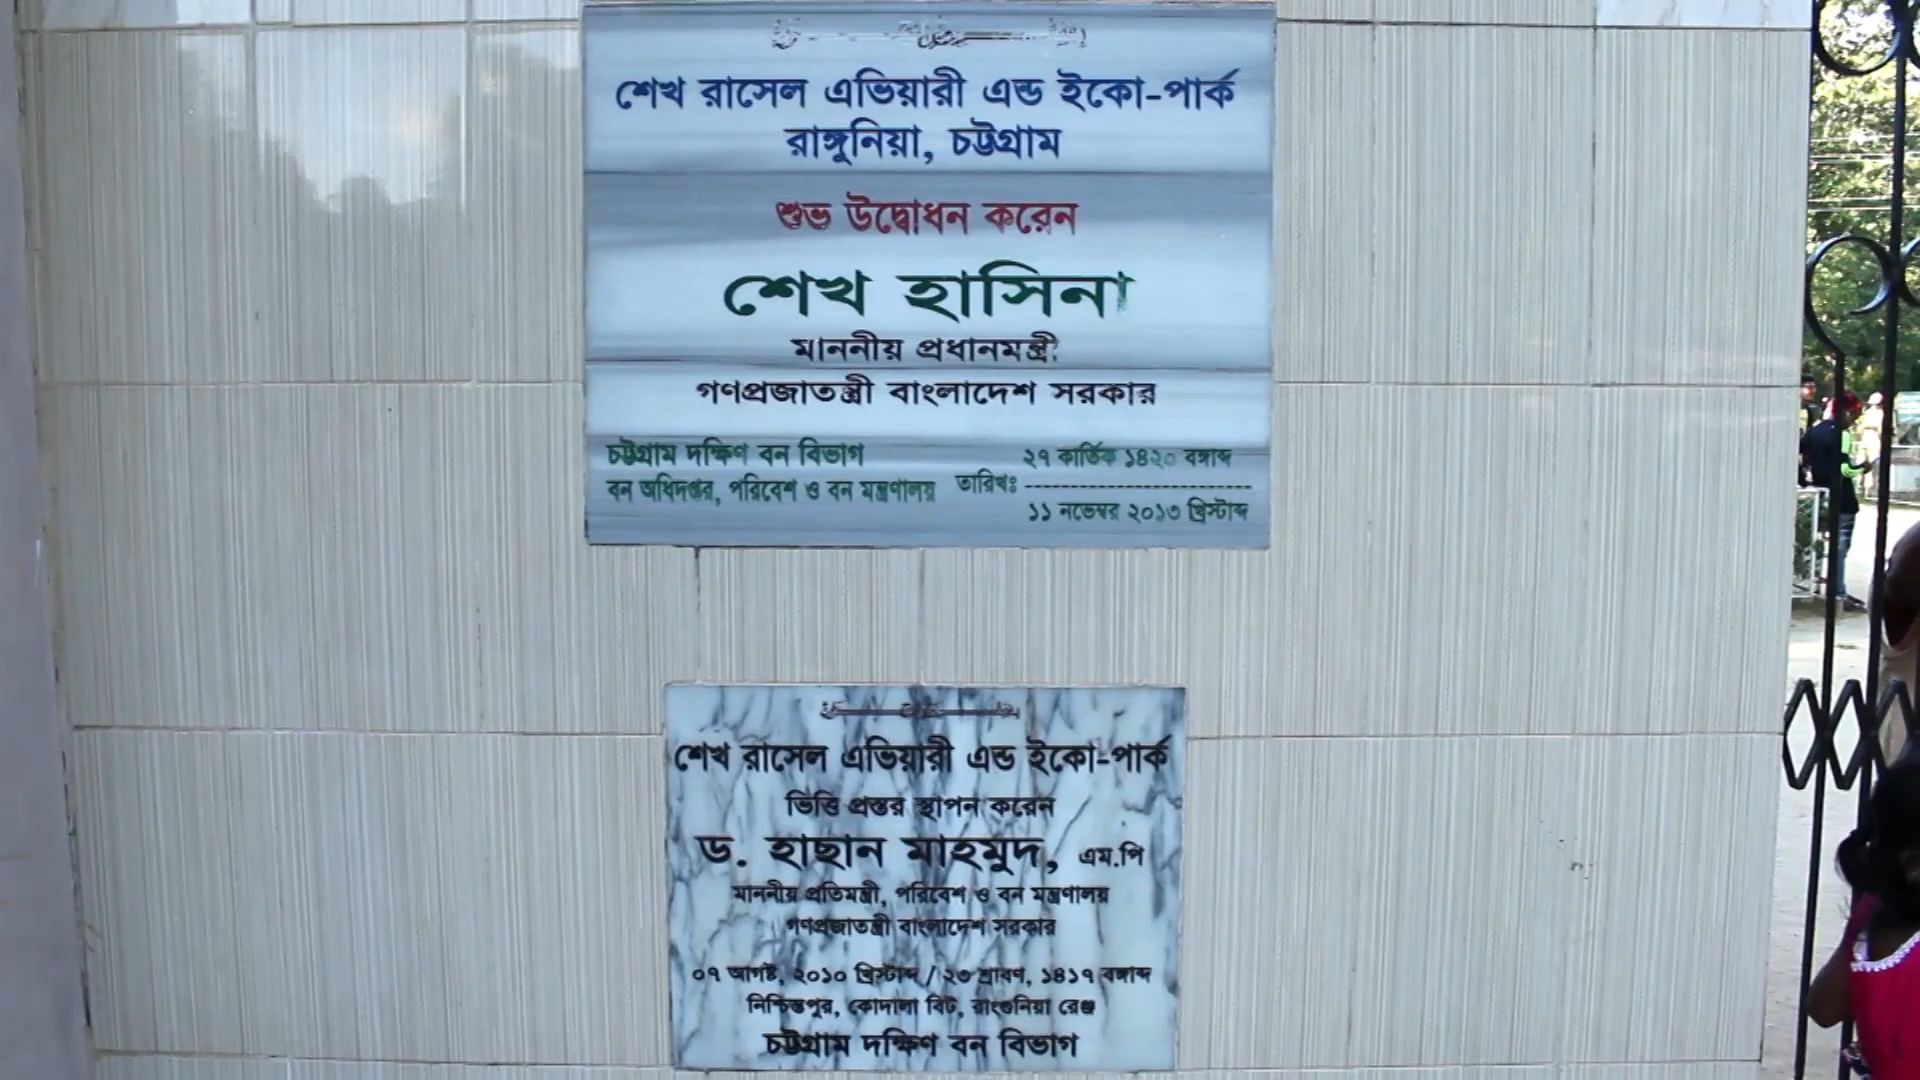 শেখ রাসেল এভিয়ারী এন্ড ইকো-পার্ক
রাঙ্গুনিয়া, চট্টগ্রাম
শুভ উদ্বোধন করেন
শেখ হাসিনা
মাননীয় প্রধানমন্ত্রী
গণপ্রজাতন্ত্রী বাংলাদেশ সরকার
চট্টগ্রাম দক্ষিণ বন বিভাগ
বন অধিদপ্তর, পরিবেশ ও বন মন্ত্রণালয়
২৭ কার্তিক ১৪২০ বঙ্গাব্দ
তারিখঃ
১১ নভেম্বর ২০১৩ খ্রিস্টাব্দ
শেখ রাসেল এভিয়ারী এন্ড ইকো-পার্ক
ভিত্তি প্রস্তর স্থাপন করেন
ড. হাছান মাহমুদ, এম.পি
মাননীয় প্রতিমন্ত্রী, পরিবেশ ও বন মন্ত্রণালয়
গণপ্রজাতন্ত্রী বাংলাদেশ সরকার
০৭ আগষ্ট, ২০১০ খ্রিস্টাব্দ / ২৩ শ্রাবণ, ১৪১৭ বঙ্গাব্দ
নিশ্চিন্তপুর, কোদালা বিট, রাংগুনিয়া রেঞ্জ
চট্টগ্রাম দক্ষিণ বন বিভাগ